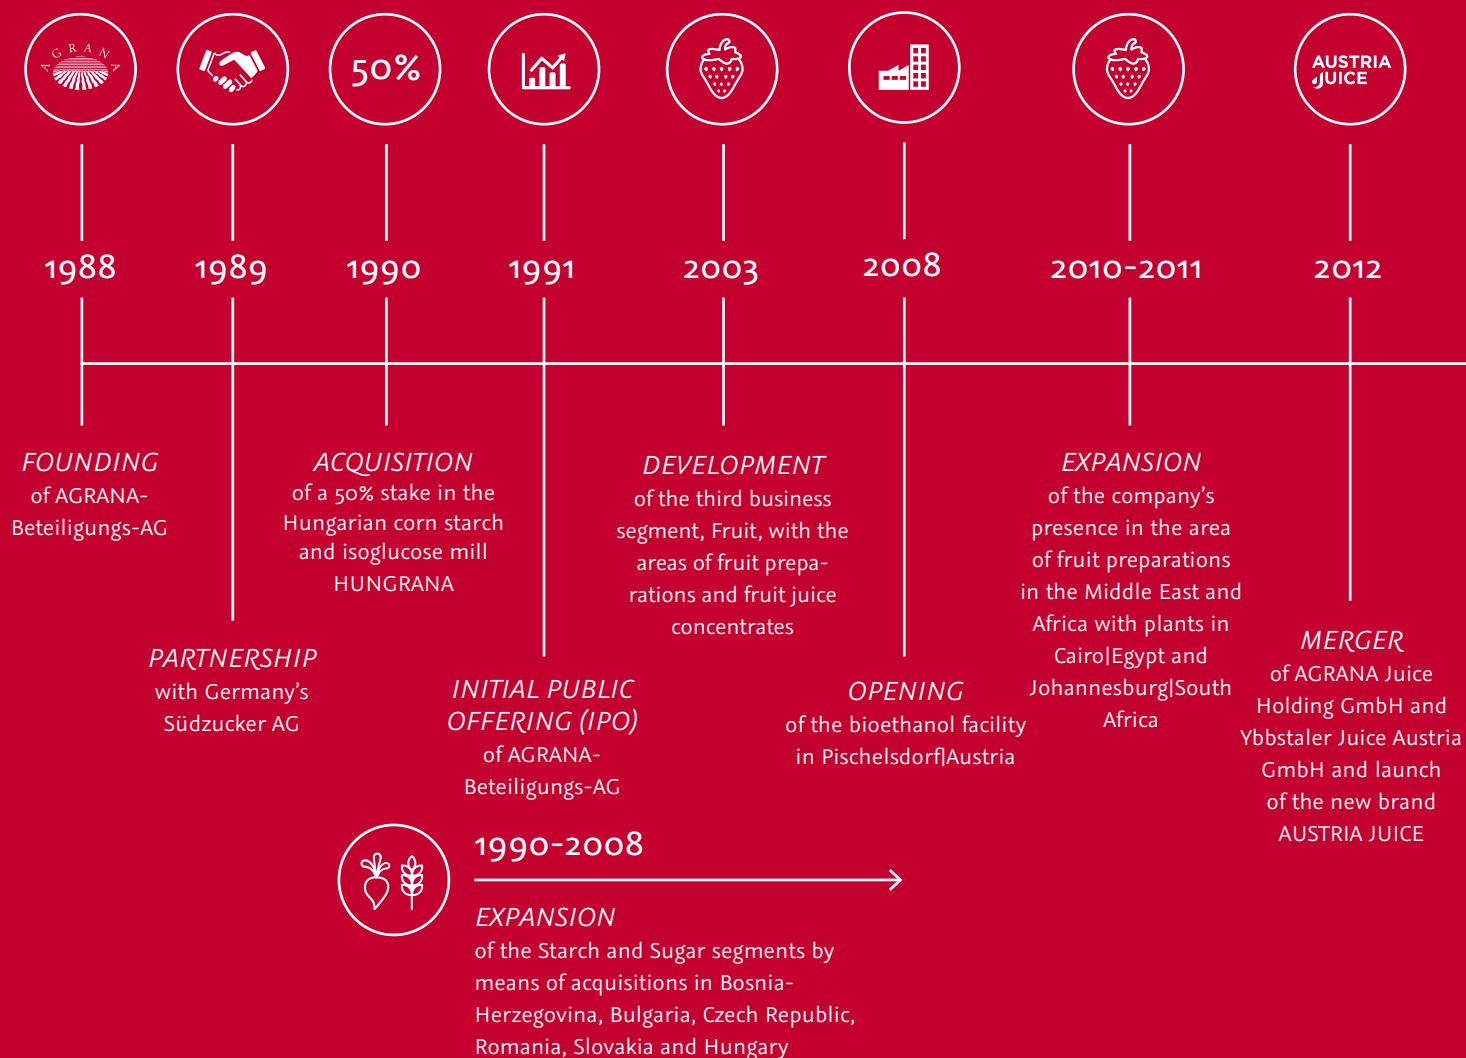 AGRANA
50%
AUSTRIA
JUICE
1988
1989
1990
1991
2003
2008
2010-2011
2012
FOUNDING
of AGRANA-
Beteiligungs-AG
PARTNERSHIP
with Germany’s
Südzucker AG
ACQUISITION
of a 50% stake in the
Hungarian corn starch
and isoglucose mill
HUNGRANA
INITIAL PUBLIC
OFFERING (IPO)
of AGRANA-
Beteiligungs-AG
DEVELOPMENT
of the third business
segment, Fruit, with the
areas of fruit prepa-
rations and fruit juice
concentrates
OPENING
of the bioethanol facility
in Pischelsdorf|Austria
EXPANSION
of the company’s
presence in the area
of fruit preparations
in the Middle East and
Africa with plants in
Cairo|Egypt and
Johannesburg|South
Africa
MERGER
of AGRANA Juice
Holding GmbH and
Ybbstaler Juice Austria
GmbH and launch
of the new brand
AUSTRIA JUICE
1990-2008
EXPANSION
of the Starch and Sugar segments by
means of acquisitions in Bosnia-
Herzegovina, Bulgaria, Czech Republic,
Romania, Slovakia and Hungary